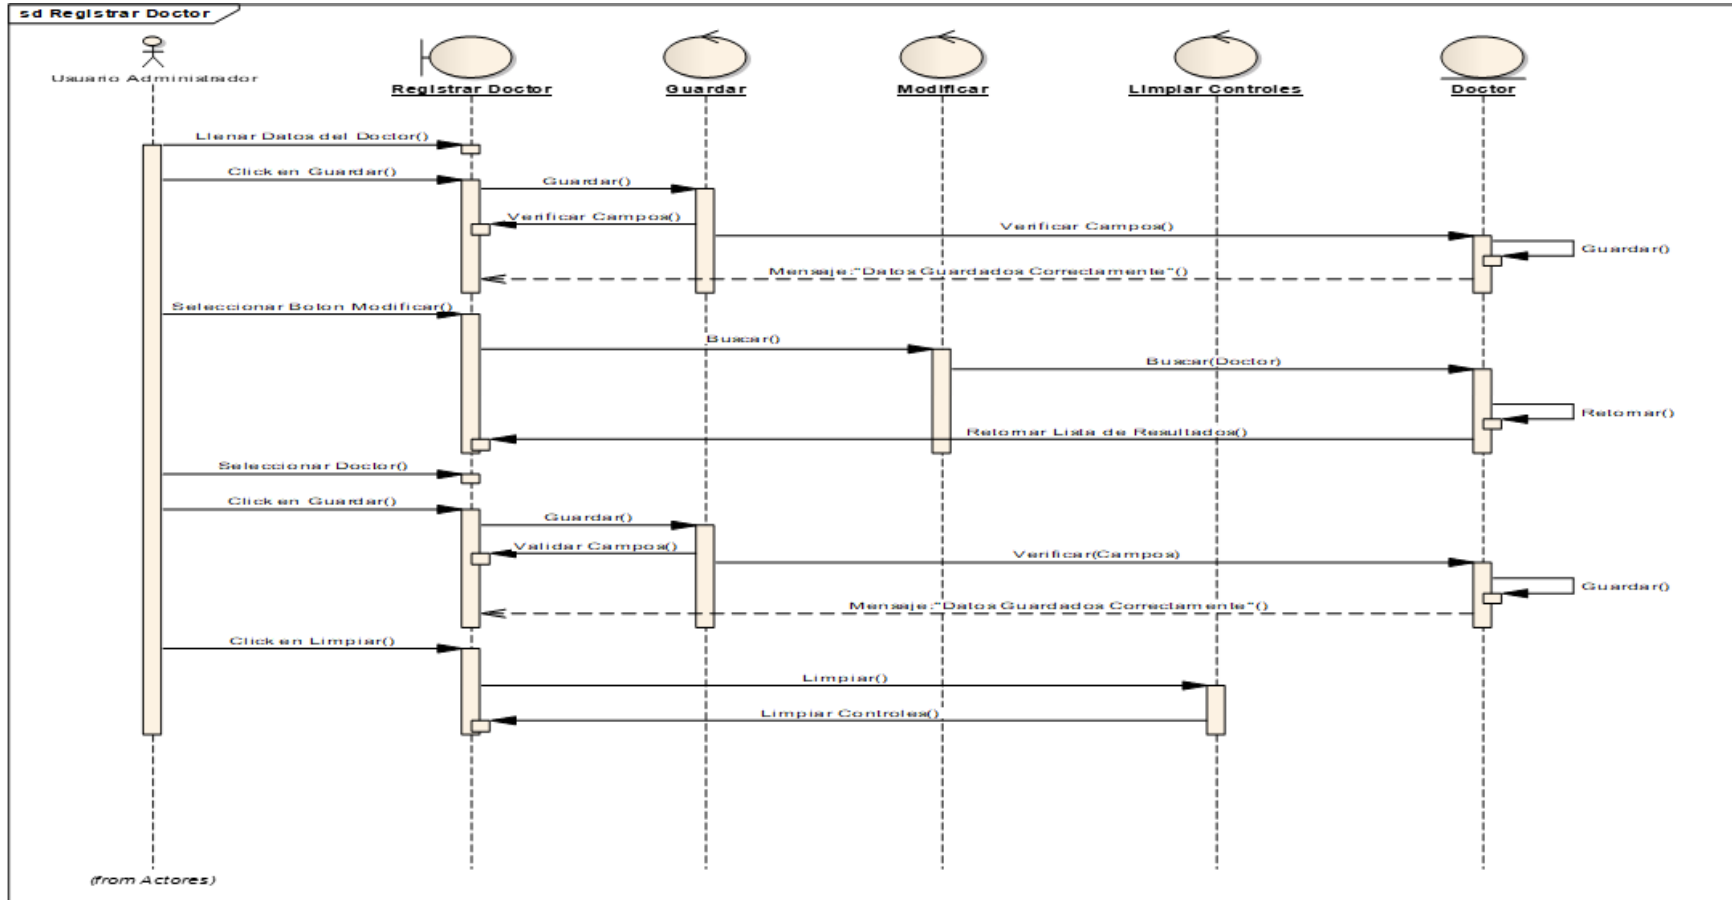 sd Registrar Doctor
Usuario Administrador
Registrar Doctor
Guardar
Modificar
Limpiar Controles
Doctor
Llenar Datos del Doctor()
Click en Guardar()
Guardar()
Verificar Campos()
Verificar Campos()
Guardar()
Mensaje:"Datos Guardados Correctamente"()
Seleccionar Boton Modificar()
Buscar()
Buscar(Doctor)
Retornar()
Retornar Lista de Resultados()
Seleccionar Doctor()
Click en Guardar()
Guardar()
Validar Campos()
Verificar(Campos)
Guardar()
Mensaje:"Datos Guardados Correctamente"()
Click en Limpiar()
Limpiar()
Limpiar Controles()
(from Actores)